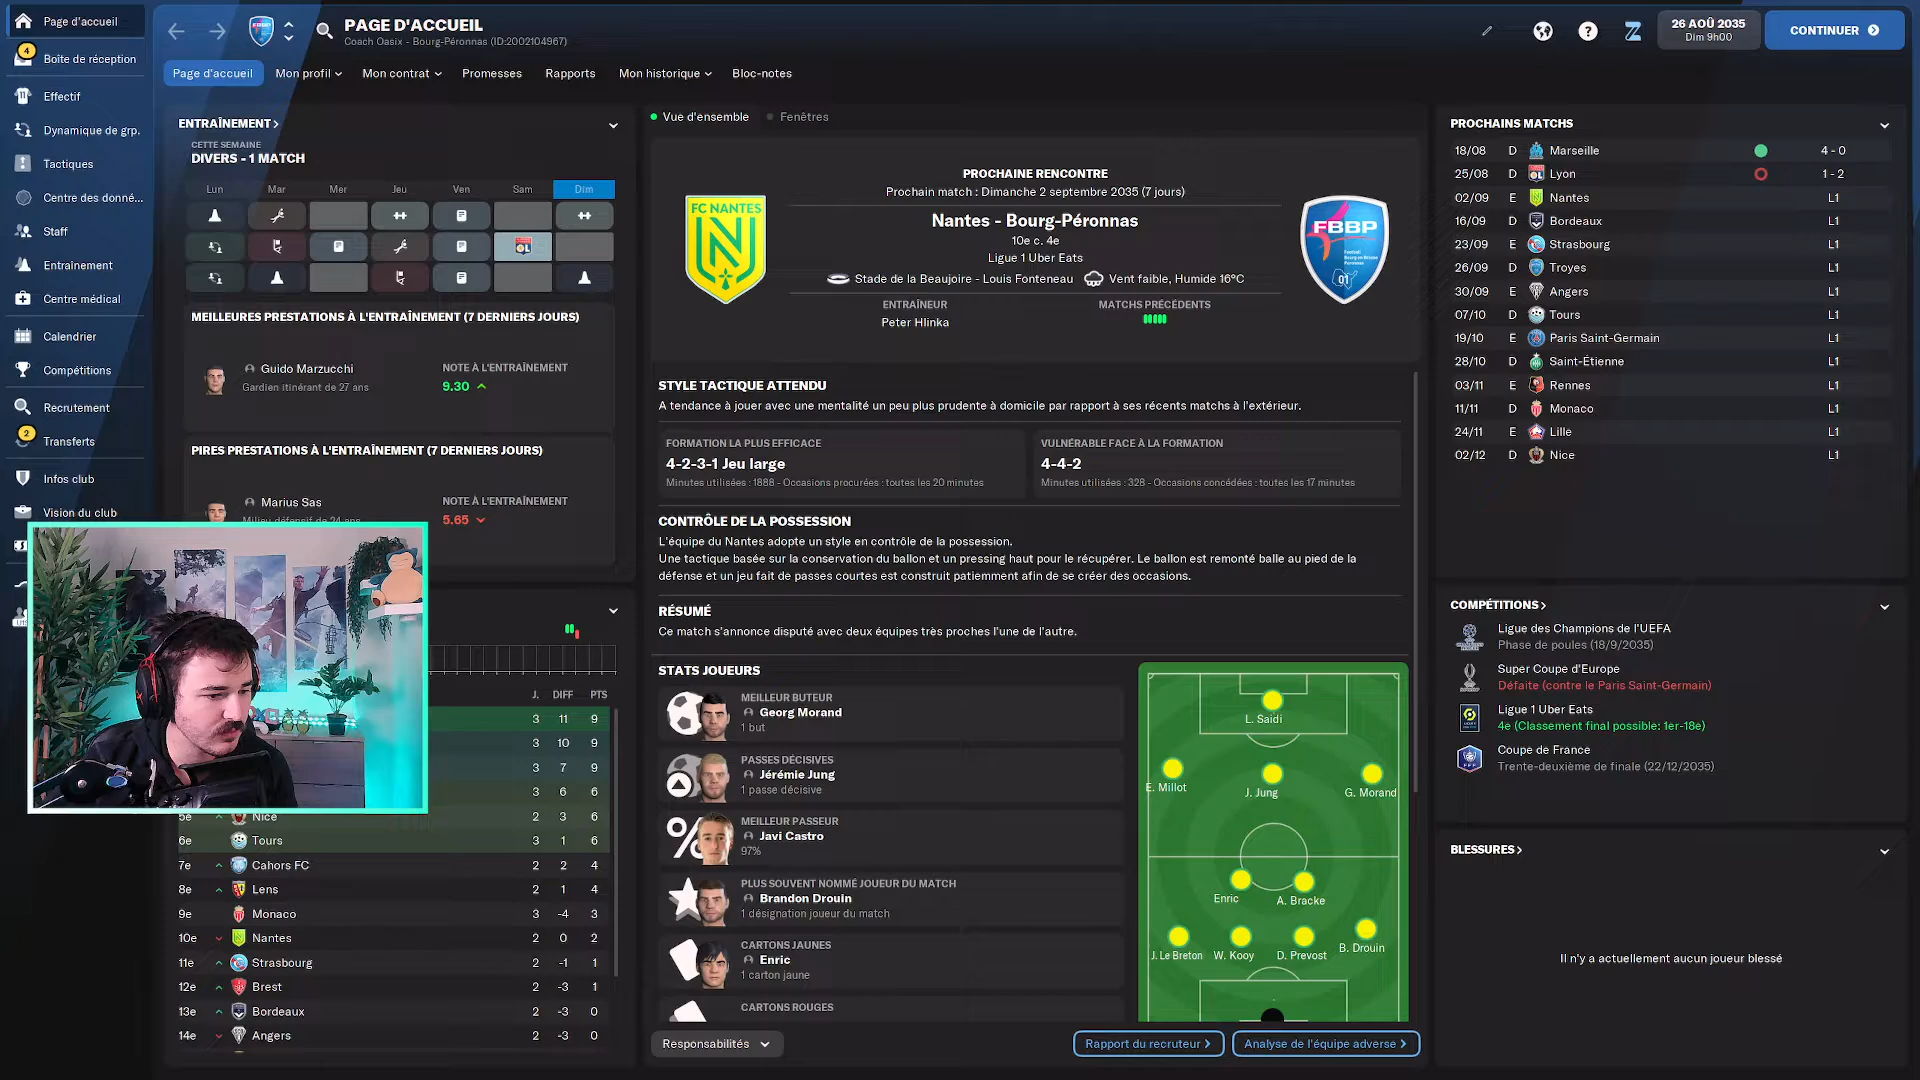 Page d'accueil
4
Boîte de réception
Effectif
Dynamique de grp.
Tactiques
Centre des donné...
Staff
Entraînement
Centre médical
Calendrier
Compétitions
Recrutement
2
Transferts
Infos club
Vision du club
PAGE D'ACCUEIL
Coach Oasix - Bourg-Péronnas (ID:2002104967)
26 AOÛ 2035
Dim 9h00
CONTINUER
Page d'accueil Mon profil Mon contrat Promesses Rapports Mon historique Bloc-notes
ENTRAÎNEMENT
CETTE SEMAINE
DIVERS - 1 MATCH
Lun Mar Mer Jeu Ven Sam Dim
MEILLEURES PRESTATIONS À L'ENTRAÎNEMENT (7 DERNIERS JOURS)
Guido Marzucchi
Gardien itinérant de 27 ans
NOTE À L'ENTRAÎNEMENT
9.30
PIRES PRESTATIONS À L'ENTRAÎNEMENT (7 DERNIERS JOURS)
Marius Sas
Milieu défensif de 24 ans
NOTE À L'ENTRAÎNEMENT
5.65
J. DIFF PTS
3 11 9
3 10 9
3 7 9
3 6 6
5e Nice 2 3 6
6e Tours 3 1 6
7e Cahors FC 2 2 4
8e Lens 2 1 4
9e Monaco 3 -4 3
10e Nantes 2 0 2
11e Strasbourg 2 -1 1
12e Brest 2 -3 1
13e Bordeaux 2 -3 0
14e Angers 2 -3 0
Vue d'ensemble Fenêtres
FC NANTES
PROCHAINE RENCONTRE
Prochain match : Dimanche 2 septembre 2035 (7 jours)
Nantes - Bourg-Péronnas
10e c. 4e
Ligue 1 Uber Eats
Stade de la Beaujoire - Louis Fonteneau Vent faible, Humide 16°C
ENTRAÎNEUR
Peter Hlinka
MATCHS PRÉCÉDENTS
FBBP
01
STYLE TACTIQUE ATTENDU
A tendance à jouer avec une mentalité un peu plus prudente à domicile par rapport à ses récents matchs à l'extérieur.
FORMATION LA PLUS EFFICACE
4-2-3-1 Jeu large
Minutes utilisées : 1888 - Occasions procurées : toutes les 20 minutes
VULNÉRABLE FACE À LA FORMATION
4-4-2
Minutes utilisées : 328 - Occasions concédées : toutes les 17 minutes
CONTRÔLE DE LA POSSESSION
L'équipe du Nantes adopte un style en contrôle de la possession.
Une tactique basée sur la conservation du ballon et un pressing haut pour le récupérer. Le ballon est remonté balle au pied de la
défense et un jeu fait de passes courtes est construit patiemment afin de se créer des occasions.
RÉSUMÉ
Ce match s'annonce disputé avec deux équipes très proches l'une de l'autre.
STATS JOUEURS
MEILLEUR BUTEUR
Georg Morand
1 but
PASSES DÉCISIVES
Jérémie Jung
1 passe décisive
MEILLEUR PASSEUR
Javi Castro
97%
PLUS SOUVENT NOMMÉ JOUEUR DU MATCH
Brandon Drouin
1 désignation joueur du match
CARTONS JAUNES
Enric
1 carton jaune
CARTONS ROUGES
L. Saidi
E. Millot
J. Jung
G. Morand
Enric
A. Bracke
J. Le Breton
W. Kooy
D. Prevost
B. Drouin
Responsabilités
Rapport du recruteur
Analyse de l'équipe adverse
PROCHAINS MATCHS
18/08 D Marseille 4 - 0
25/08 D Lyon 1 - 2
02/09 E Nantes L1
16/09 D Bordeaux L1
23/09 E Strasbourg L1
26/09 D Troyes L1
30/09 E Angers L1
07/10 D Tours L1
19/10 E Paris Saint-Germain L1
28/10 D Saint-Étienne L1
03/11 E Rennes L1
11/11 D Monaco L1
24/11 E Lille L1
02/12 D Nice L1
COMPÉTITIONS
Ligue des Champions de l'UEFA
Phase de poules (18/9/2035)
Super Coupe d'Europe
Défaite (contre le Paris Saint-Germain)
Ligue 1 Uber Eats
4e (Classement final possible: 1er-18e)
Coupe de France
Trente-deuxième de finale (22/12/2035)
BLESSURES
Il n'y a actuellement aucun joueur blessé